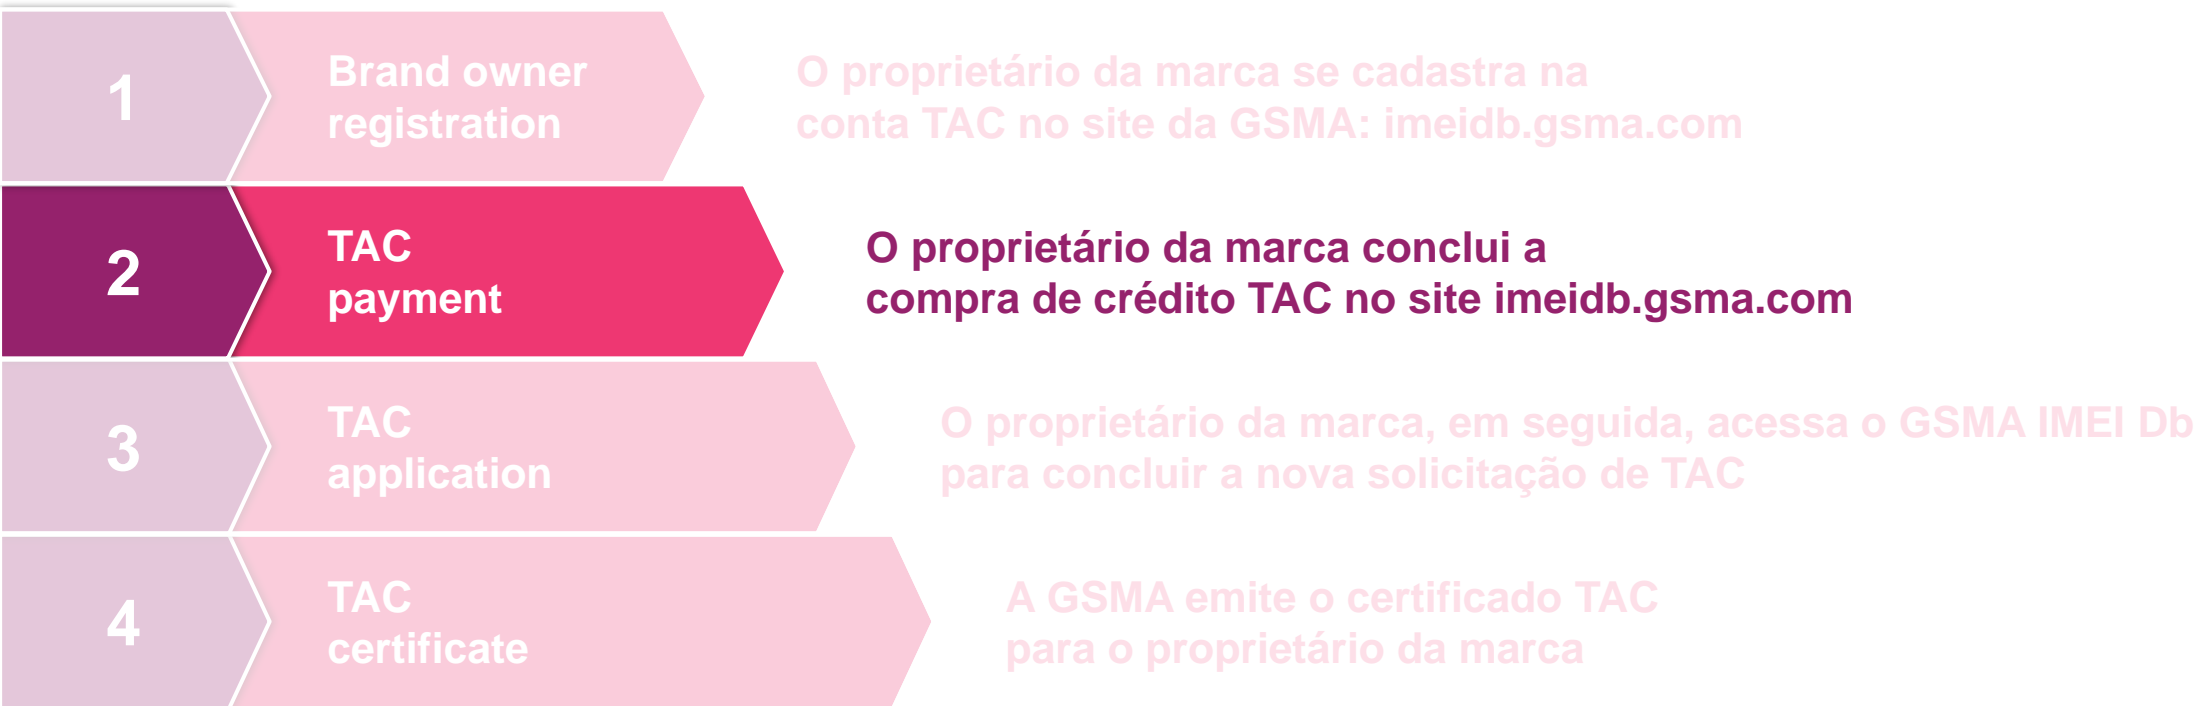 1
Brand owner
registration
O proprietário da marca se cadastra na
conta TAC no site da GSMA: imeidb.gsma.com
2
TAC
payment
O proprietário da marca conclui a
compra de crédito TAC no site imeidb.gsma.com
3
TAC
application
O proprietário da marca, em seguida, acessa o GSMA IMEI Db
para concluir a nova solicitação de TAC
4
TAC
certificate
A GSMA emite o certificado TAC
para o proprietário da marca